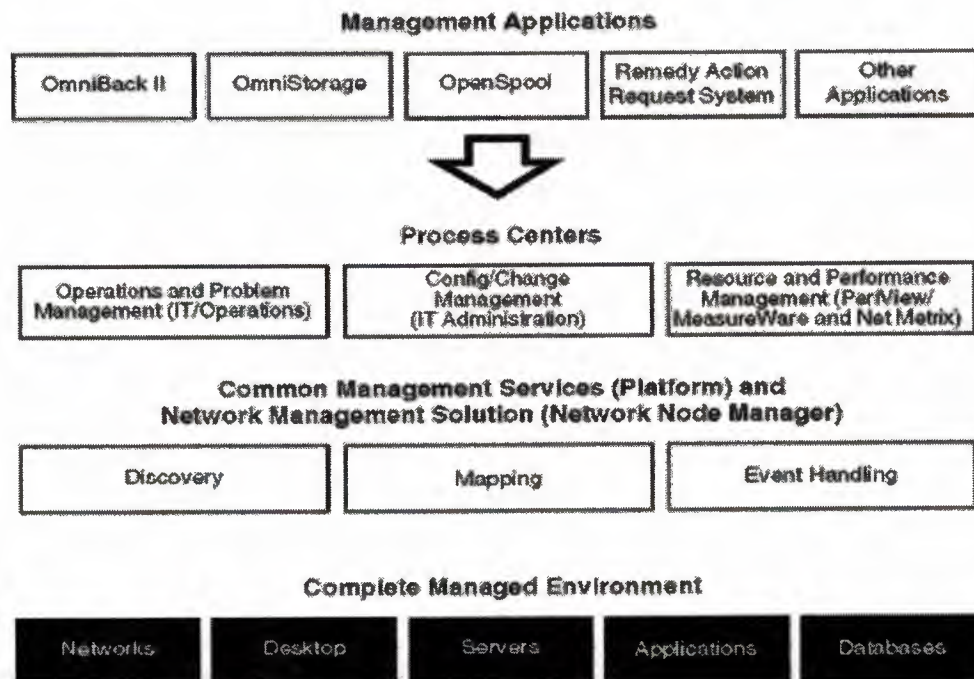 Management Applications
OmniBack II
OmniStorage
OpenSpool
Remedy Action
Request System
Other
Applications
Process Centers
Operations and Problem
Management (IT/Operations)
Config/Change
Management
(IT Administration)
Resource and Performance
Management (PerfView/
MeasureWare and Net Metrix)
Common Management Services (Platform) and
Network Management Solution (Network Node Manager)
Discovery
Mapping
Event Handling
Complete Managed Environment
Networks
Desktop
Servers
Applications
Databases